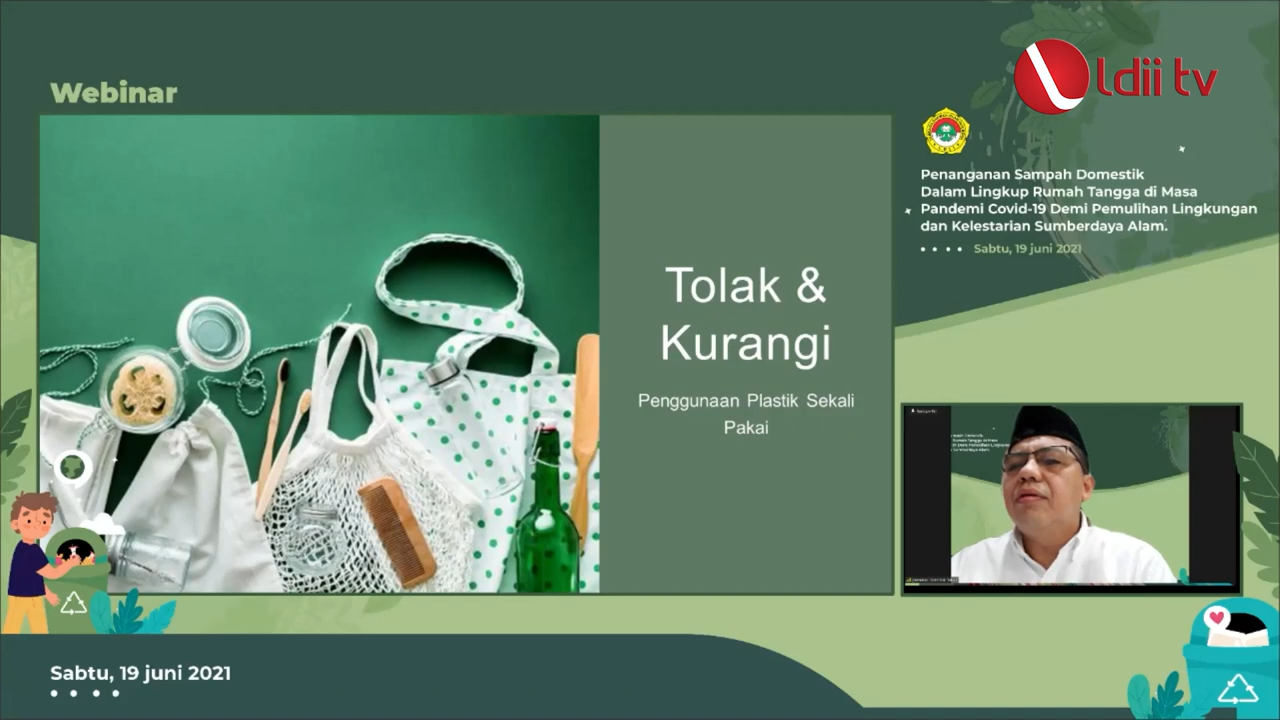 Webinar
ldii tv
Penanganan Sampah Domestik
Dalam Lingkup Rumah Tangga di Masa
Pandemi Covid-19 Demi Pemulihan Lingkungan
dan Kelestarian Sumberdaya Alam.
Sabtu, 19 juni 2021
Tolak &
Kurangi
Penggunaan Plastik Sekali
Pakai
Sabtu, 19 juni 2021